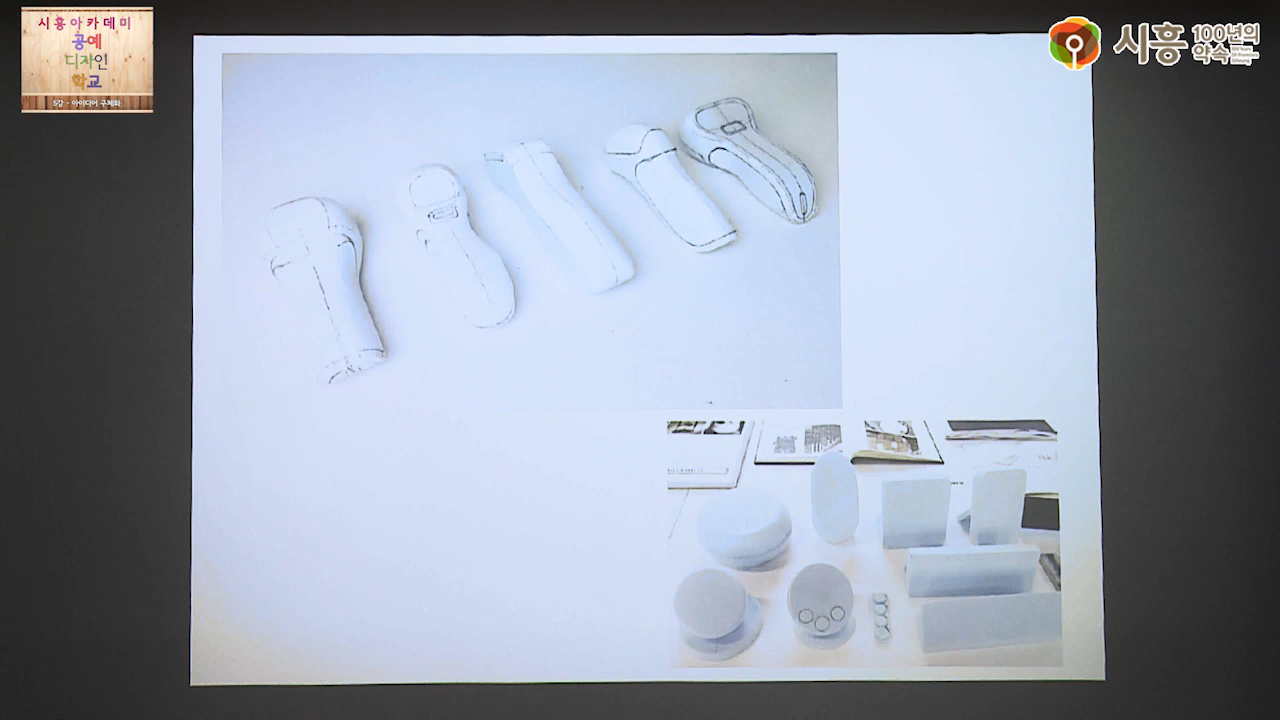 시흥아카데미
공예
디자인
학교
5강 - 아이디어 구체화
시흥 100년의
약속